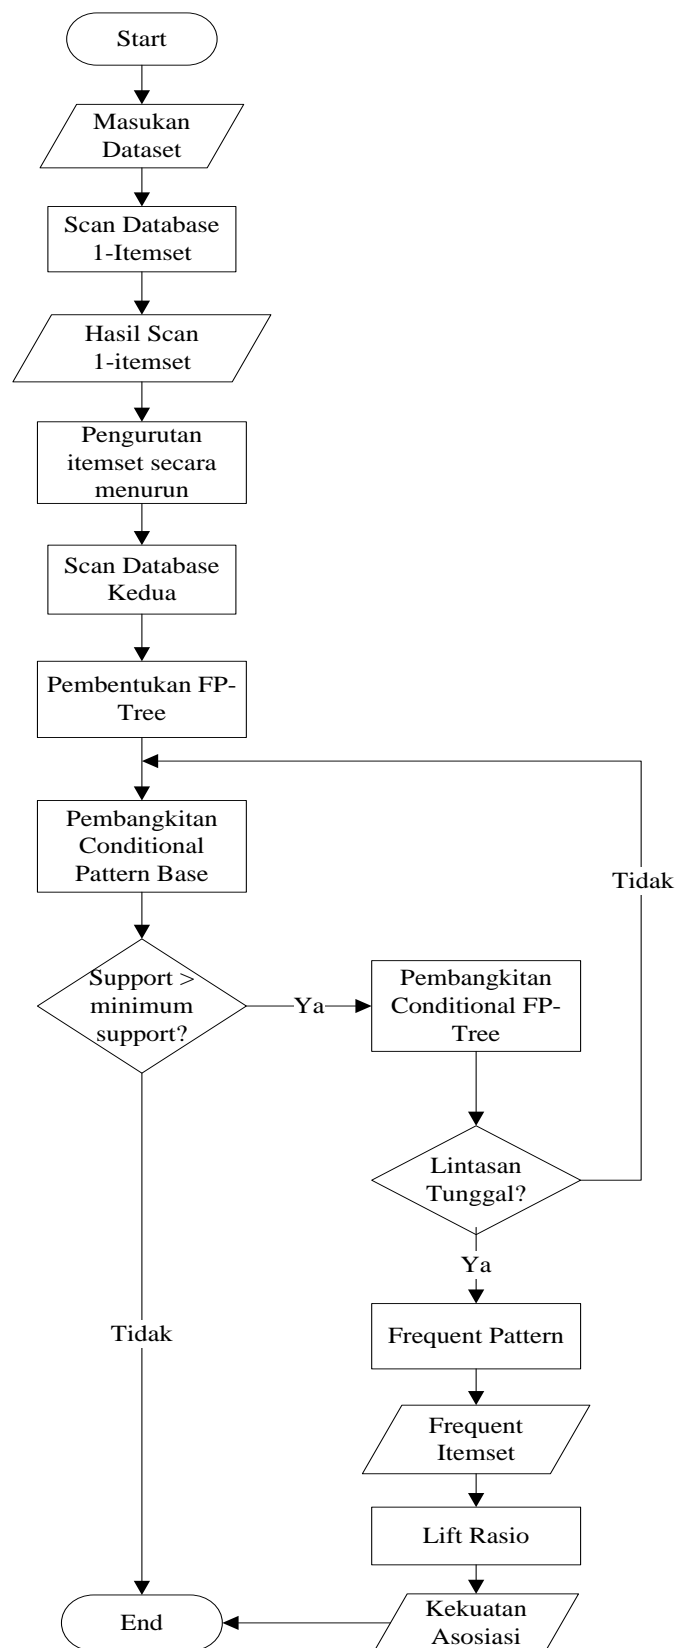 Start
Masukan
Dataset
Scan Database
1-Itemset
Hasil Scan
1-itemset
Pengurutan
itemset secara
menurun
Scan Database
Kedua
Pembentukan FP-
Tree
Pembangkitan
Conditional
Pattern Base
Tidak
Support >
minimum
support?
Ya
Pembangkitan
Conditional FP-
Tree
Lintasan
Tunggal?
Ya
Tidak
Frequent Pattern
Frequent
Itemset
Lift Rasio
Kekuatan
Asosiasi
End